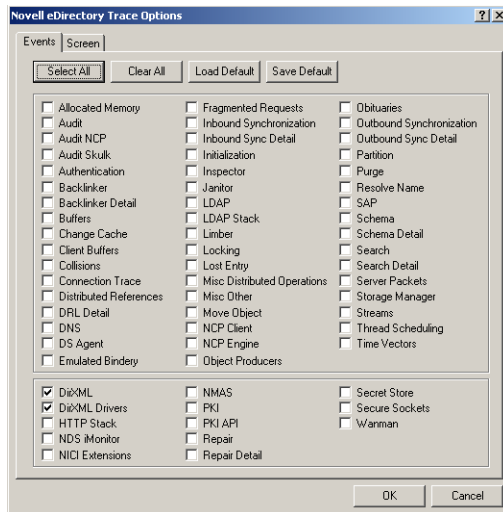 Novell eDirectory Trace Options
Events Screen
Select All Clear All Load Default Save Default
Allocated Memory Fragmented Requests Obituaries
Audit Inbound Synchronization Outbound Synchronization
Audit NCP Inbound Sync Detail Outbound Sync Detail
Audit Skulk Initialization Partition
Authentication Inspector Purge
Backlinker Janitor Resolve Name
Backlinker Detail LDAP SAP
Buffers LDAP Stack Schema
Change Cache Limber Schema Detail
Client Buffers Locking Search
Collisions Lost Entry Search Detail
Connection Trace Misc Distributed Operations Server Packets
Distributed References Misc Other Storage Manager
DRL Detail Move Object Streams
DNS NCP Client Thread Scheduling
DS Agent NCP Engine Time Vectors
Emulated Bindery Object Producers
DirXML NMAS Secret Store
DirXML Drivers PKI Secure Sockets
HTTP Stack PKI API Wanman
NDS iMonitor Repair
NICI Extensions Repair Detail
OK Cancel